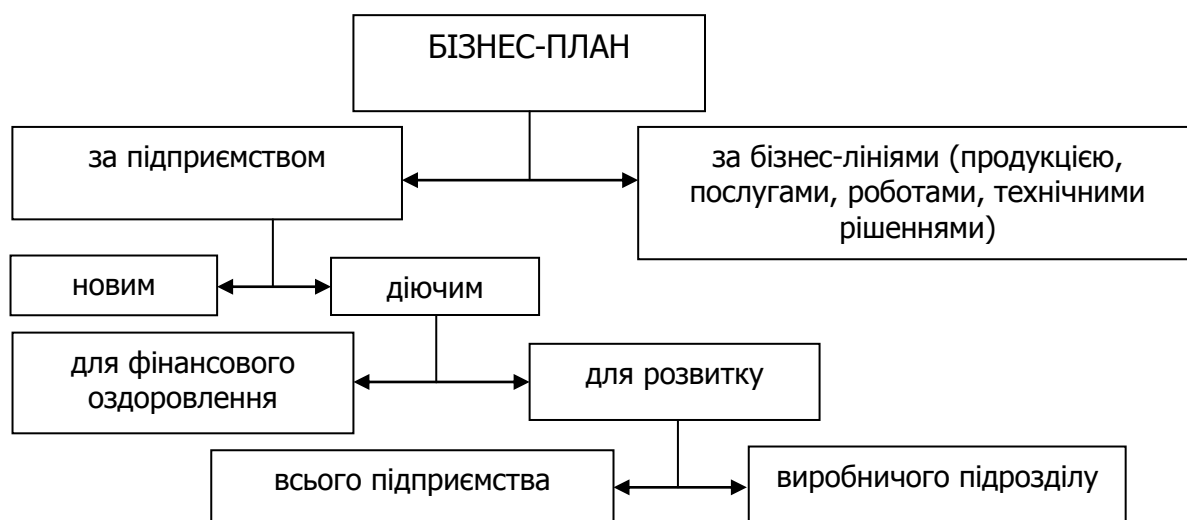 БІЗНЕС-ПЛАН
за підприємством
за бізнес-лініями (продукцією,
послугами, роботами, технічними
рішеннями)
новим
діючим
для фінансового
оздоровлення
для розвитку
всього підприємства
виробничого підрозділу